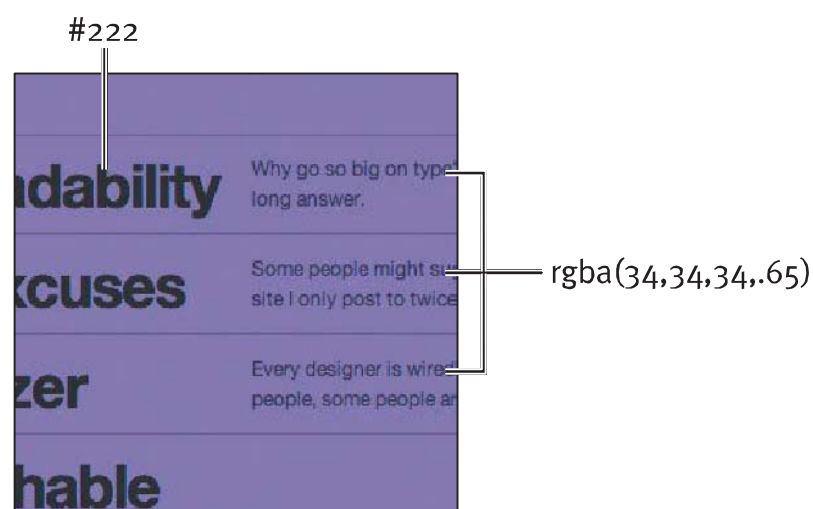 #222
adability
Why go so big on type
long answer.
xcuses
Some people might su
site I only post to twice
rgba(34,34,34,.65)
zer
Every designer is wired
people, some people ar
hable